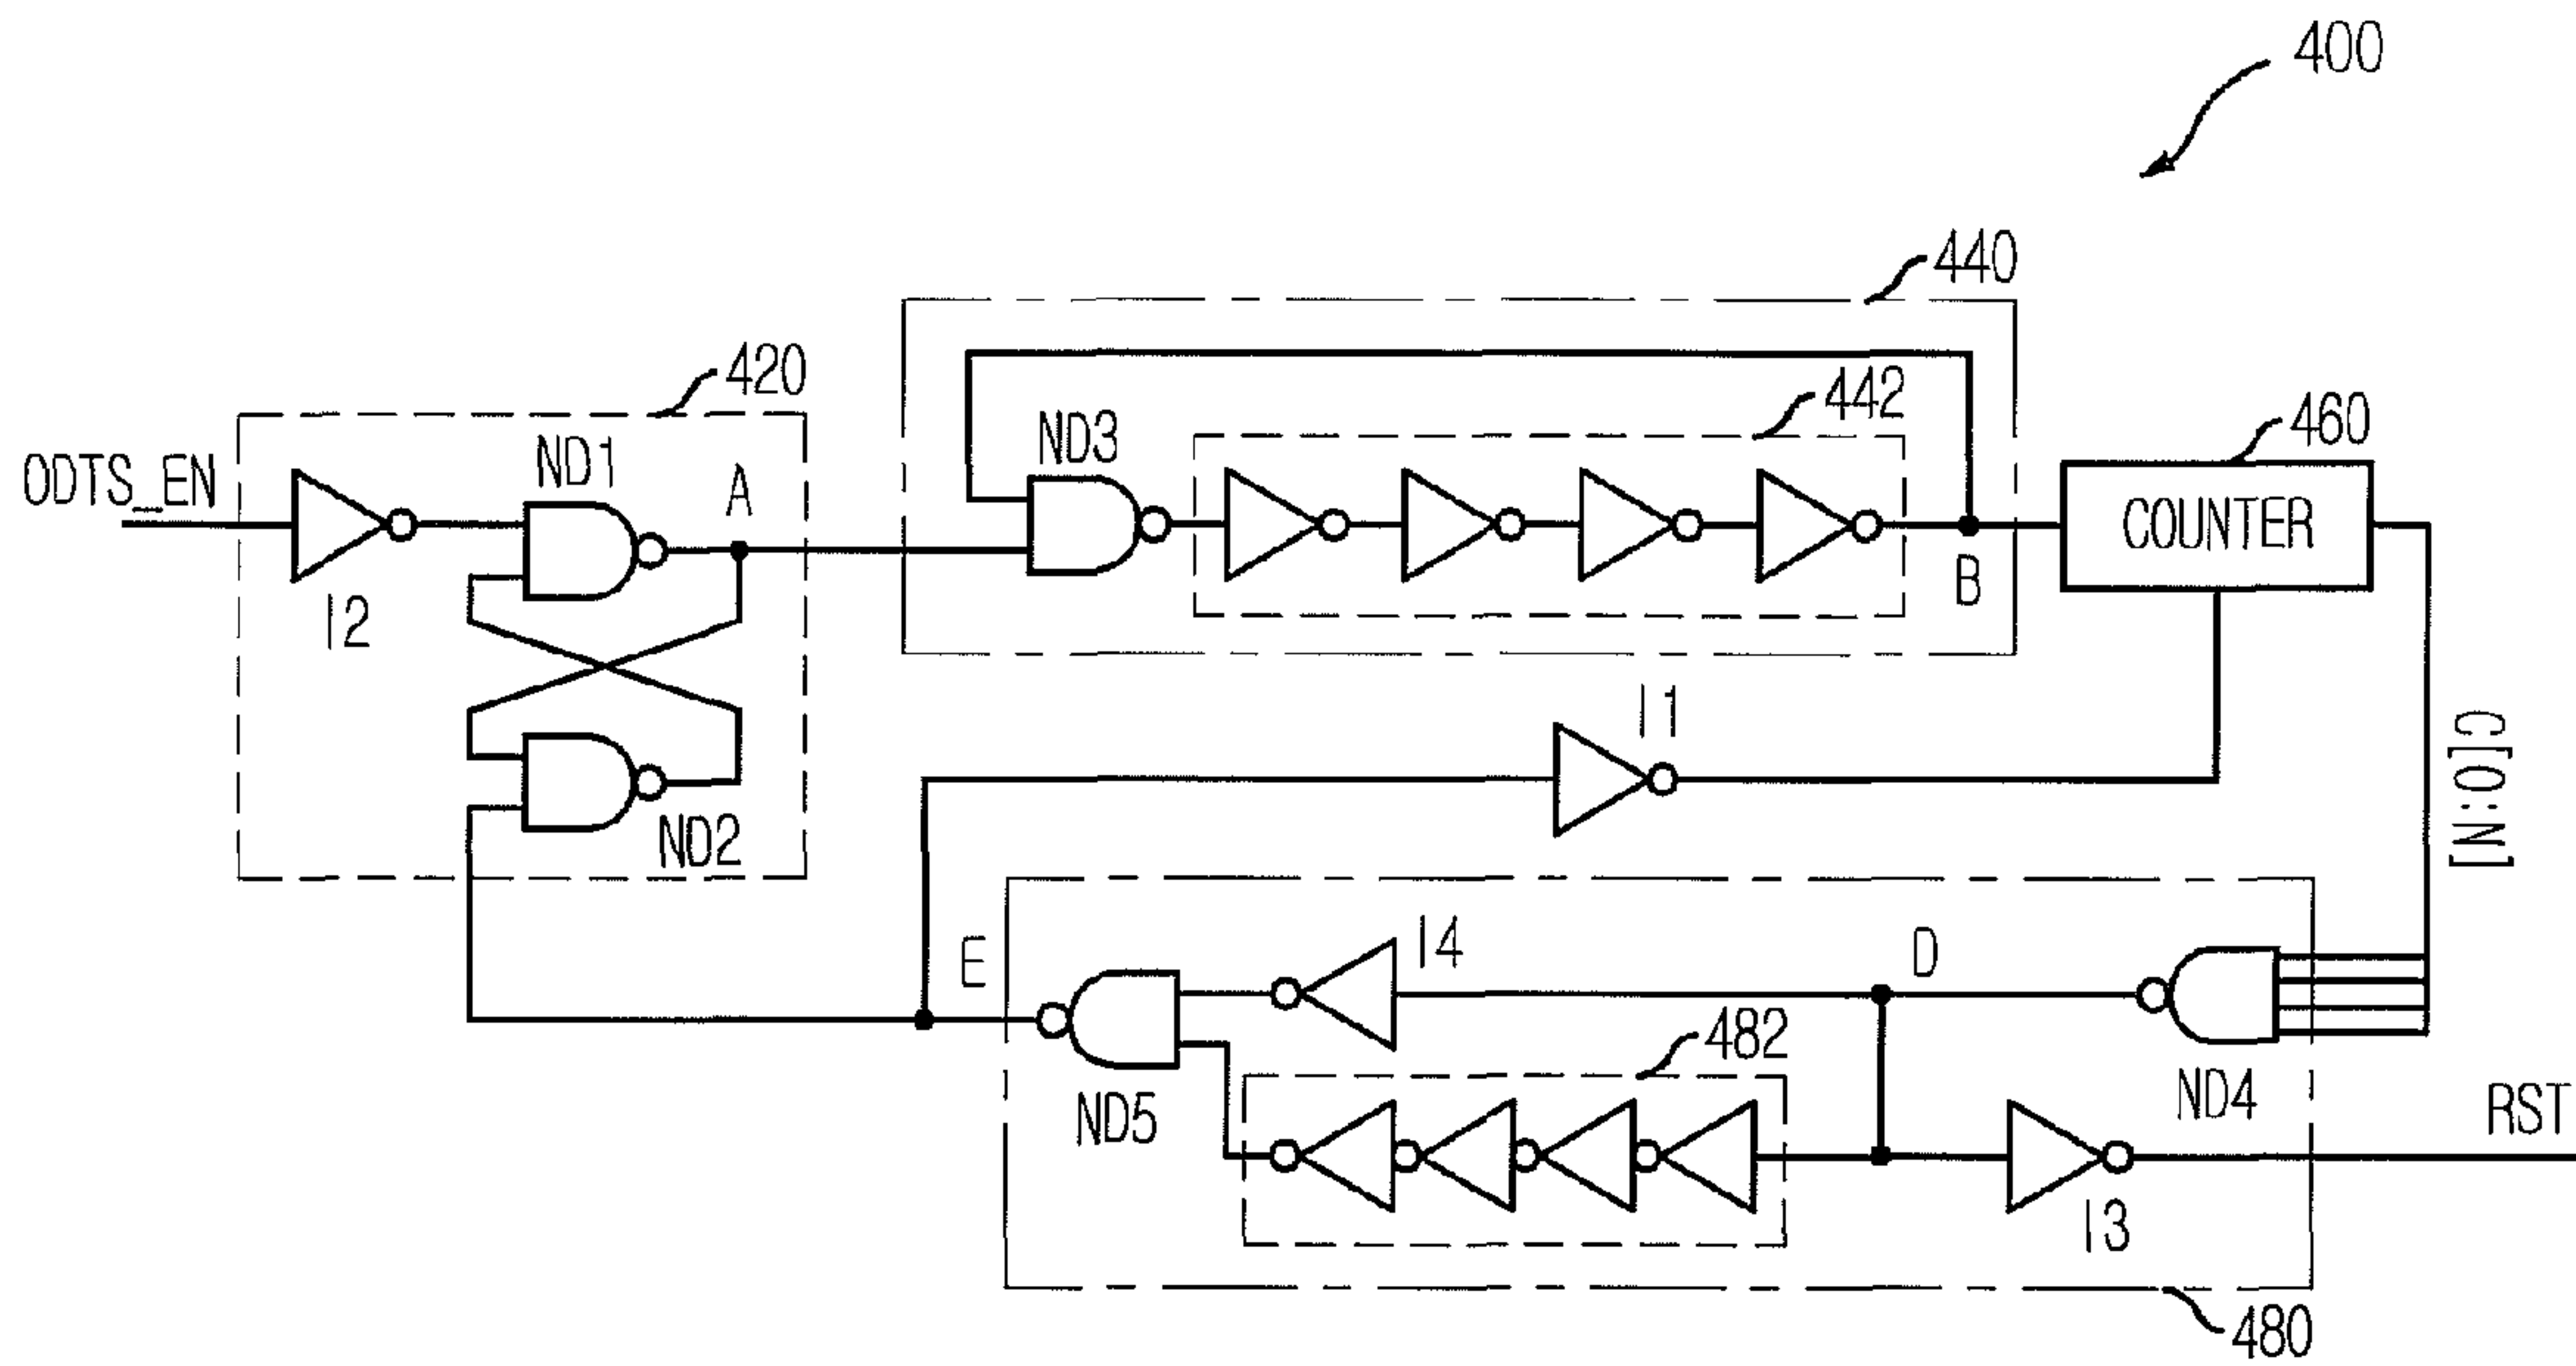 400
440
420
442
460
ND3
ND1
A
ODTS_EN
COUNTER
B
I2
I1
C[0:N]
ND2
I4
D
E
482
ND4
ND5
RST
I3
480